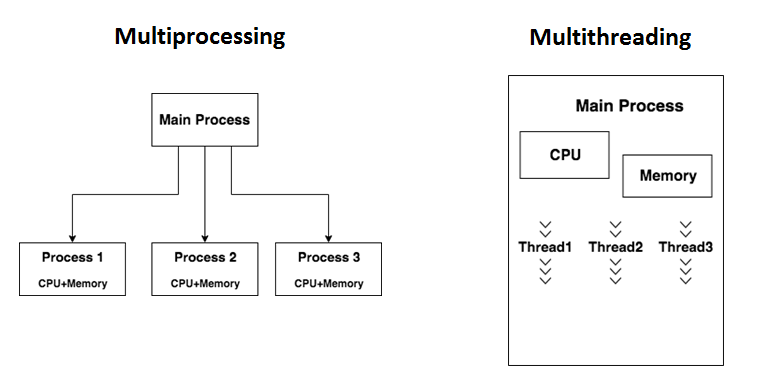 Multiprocessing
Main Process
Process 1
CPU+Memory
Process 2
CPU+Memory
Process 3
CPU+Memory
Multithreading
Main Process
CPU
Memory
Thread1
Thread2
Thread3